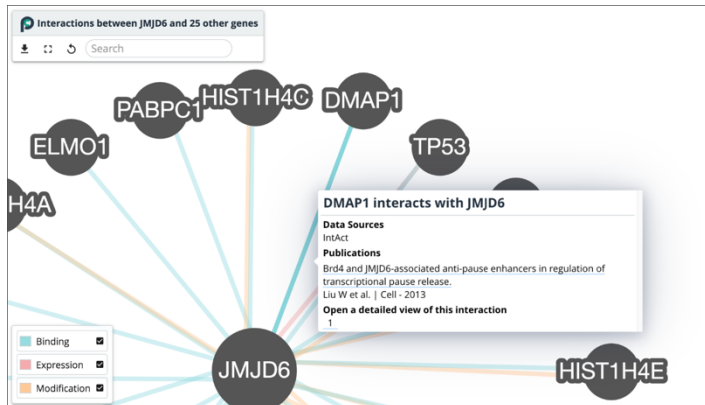 Interactions between JMJD6 and 25 other genes
Search
PABPC1
HIST1H4C
DMAP1
ELMO1
TP53
H4A
DMAP1 interacts with JMJD6
Data Sources
IntAct
Publications
Brd4 and JMJD6-associated anti-pause enhancers in regulation of
transcriptional pause release.
Liu W et al. | Cell - 2013
Open a detailed view of this interaction
1
Binding
Expression
Modification
JMJD6
HIST1H4E